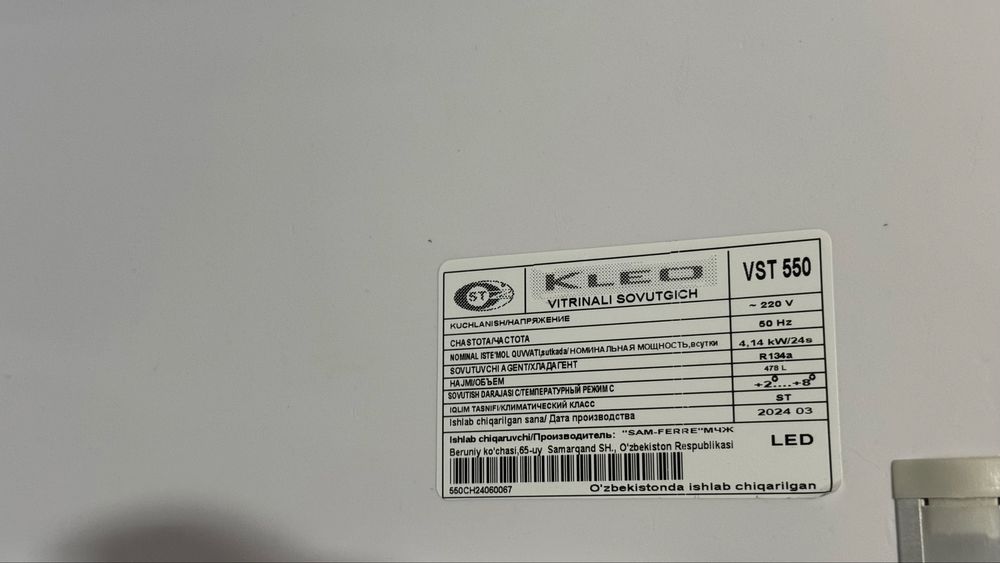 ST
KLEO
VITRINALI SOVUTGICH
VST 550
KUCHLANISH/НАПРЯЖЕНИЕ ~ 220 V
CHASTOTA/ЧАСТОТА 50 Hz
NOMINAL ISTE'MOL QUVVATI,sutkada/НОМИНАЛЬНАЯ МОЩНОСТЬ,всутки 4,14 kW/24s
SOVUTUVCHI AGENT/ХЛАДАГЕНТ R134a
HAJMI/ОБЪЕМ 478 L
SOVUTISH DARAJASI C/ТЕМПЕРАТУРНЫЙ РЕЖИМ С +2°....+8°
IQLIM TASNIFI/КЛИМАТИЧЕСКИЙ КЛАСС ST
Ishlab chiqarilgan sana/ Дата производства 2024 03
Ishlab chiqaruvchi/Производитель: "SAM-FERRE"МЧЖ
Beruniy ko'chasi,65-uy Samarqand SH., O'zbekiston Respublikasi
LED
550CH24060067
O'zbekistonda ishlab chiqarilgan